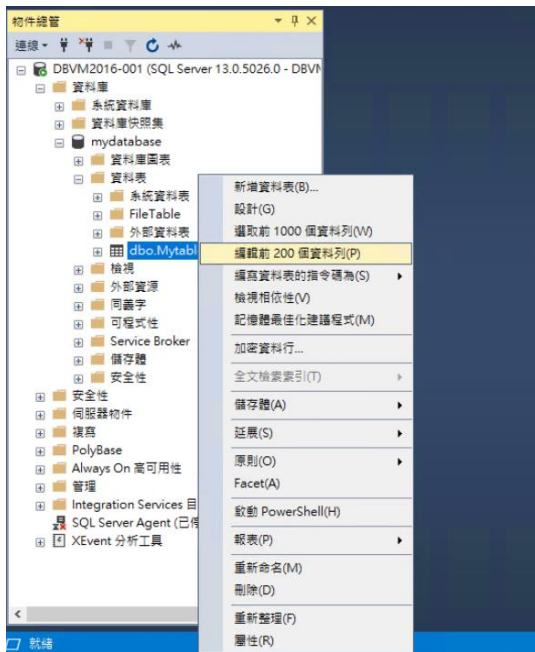 物件總管
連線
DBVM2016-001 (SQL Server 13.0.5026.0 - DBVM
資料庫
系統資料庫
資料庫快照集
mydatabase
資料庫圖表
資料表
系統資料表
FileTable
外部資料表
dbo.Mytabl
檢視
外部資源
同義字
可程式性
Service Broker
儲存體
安全性
安全性
伺服器物件
複寫
PolyBase
Always On 高可用性
管理
Integration Services 目
SQL Server Agent (已停
XEvent 分析工具
新增資料表(B)...
設計(G)
選取前 1000 個資料列(W)
編輯前 200 個資料列(P)
編寫資料表的指令碼為(S)
檢視相依性(V)
記憶體最佳化建議程式(M)
加密資料行...
全文檢索索引(T)
儲存體(A)
延展(S)
原則(O)
Facet(A)
啟動 PowerShell(H)
報表(P)
重新命名(M)
刪除(D)
重新整理(F)
屬性(R)
就緒